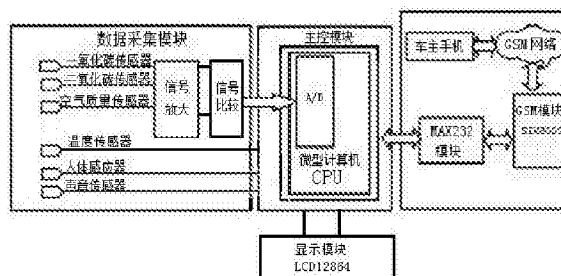 数据采集模块
一氧化碳传感器
二氧化碳传感器
空气质量传感器
信号
放大
信号
比较
温度传感器
人体感应器
声音传感器
主控模块
A/D
微型计算机
CPU
显示模块
LCD12864
车主手机
GSM网络
MAX232
模块
GSM模块